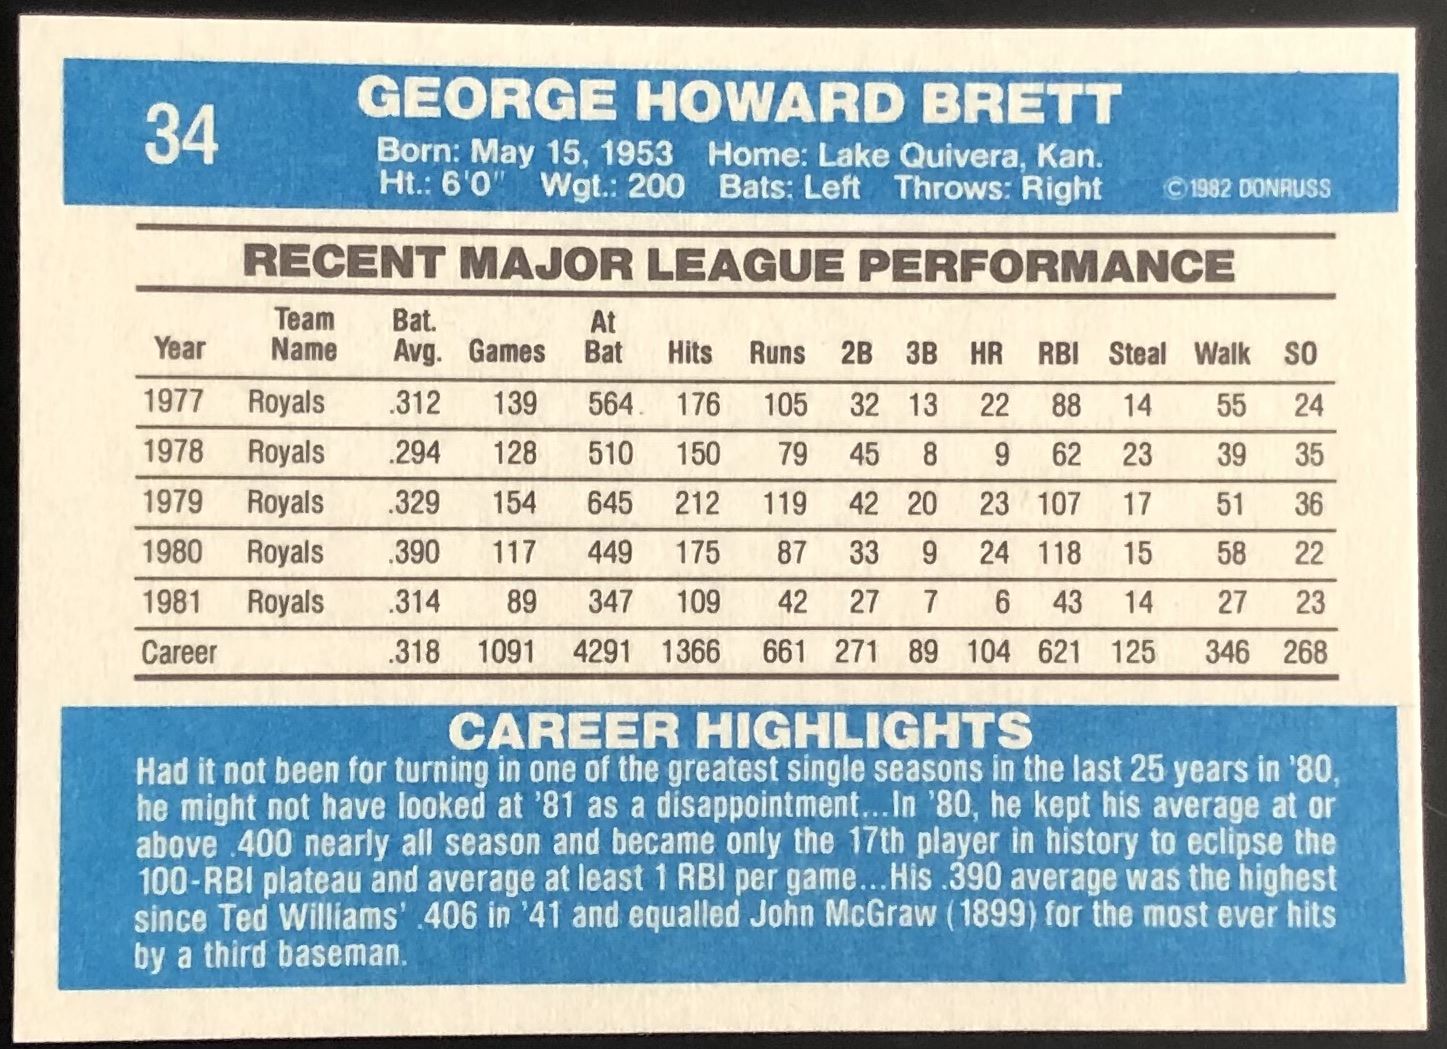 34
GEORGE HOWARD BRETT
Born: May 15, 1953 Home: Lake Quivera, Kan.
Ht.: 6'0" Wgt.: 200 Bats: Left Throws: Right ©1982 DONRUSS
RECENT MAJOR LEAGUE PERFORMANCE
Year Team Name Bat. Avg. Games At Bat Hits Runs 2B 3B HR RBI Steal Walk SO
1977 Royals .312 139 564 176 105 32 13 22 88 14 55 24
1978 Royals .294 128 510 150 79 45 8 9 62 23 39 35
1979 Royals .329 154 645 212 119 42 20 23 107 17 51 36
1980 Royals .390 117 449 175 87 33 9 24 118 15 58 22
1981 Royals .314 89 347 109 42 27 7 6 43 14 27 23
Career .318 1091 4291 1366 661 271 89 104 621 125 346 268
CAREER HIGHLIGHTS
Had it not been for turning in one of the greatest single seasons in the last 25 years in '80,
he might not have looked at '81 as a disappointment...In '80, he kept his average at or
above .400 nearly all season and became only the 17th player in history to eclipse the
100-RBI plateau and average at least 1 RBI per game...His .390 average was the highest
since Ted Williams' .406 in '41 and equalled John McGraw (1899) for the most ever hits
by a third baseman.